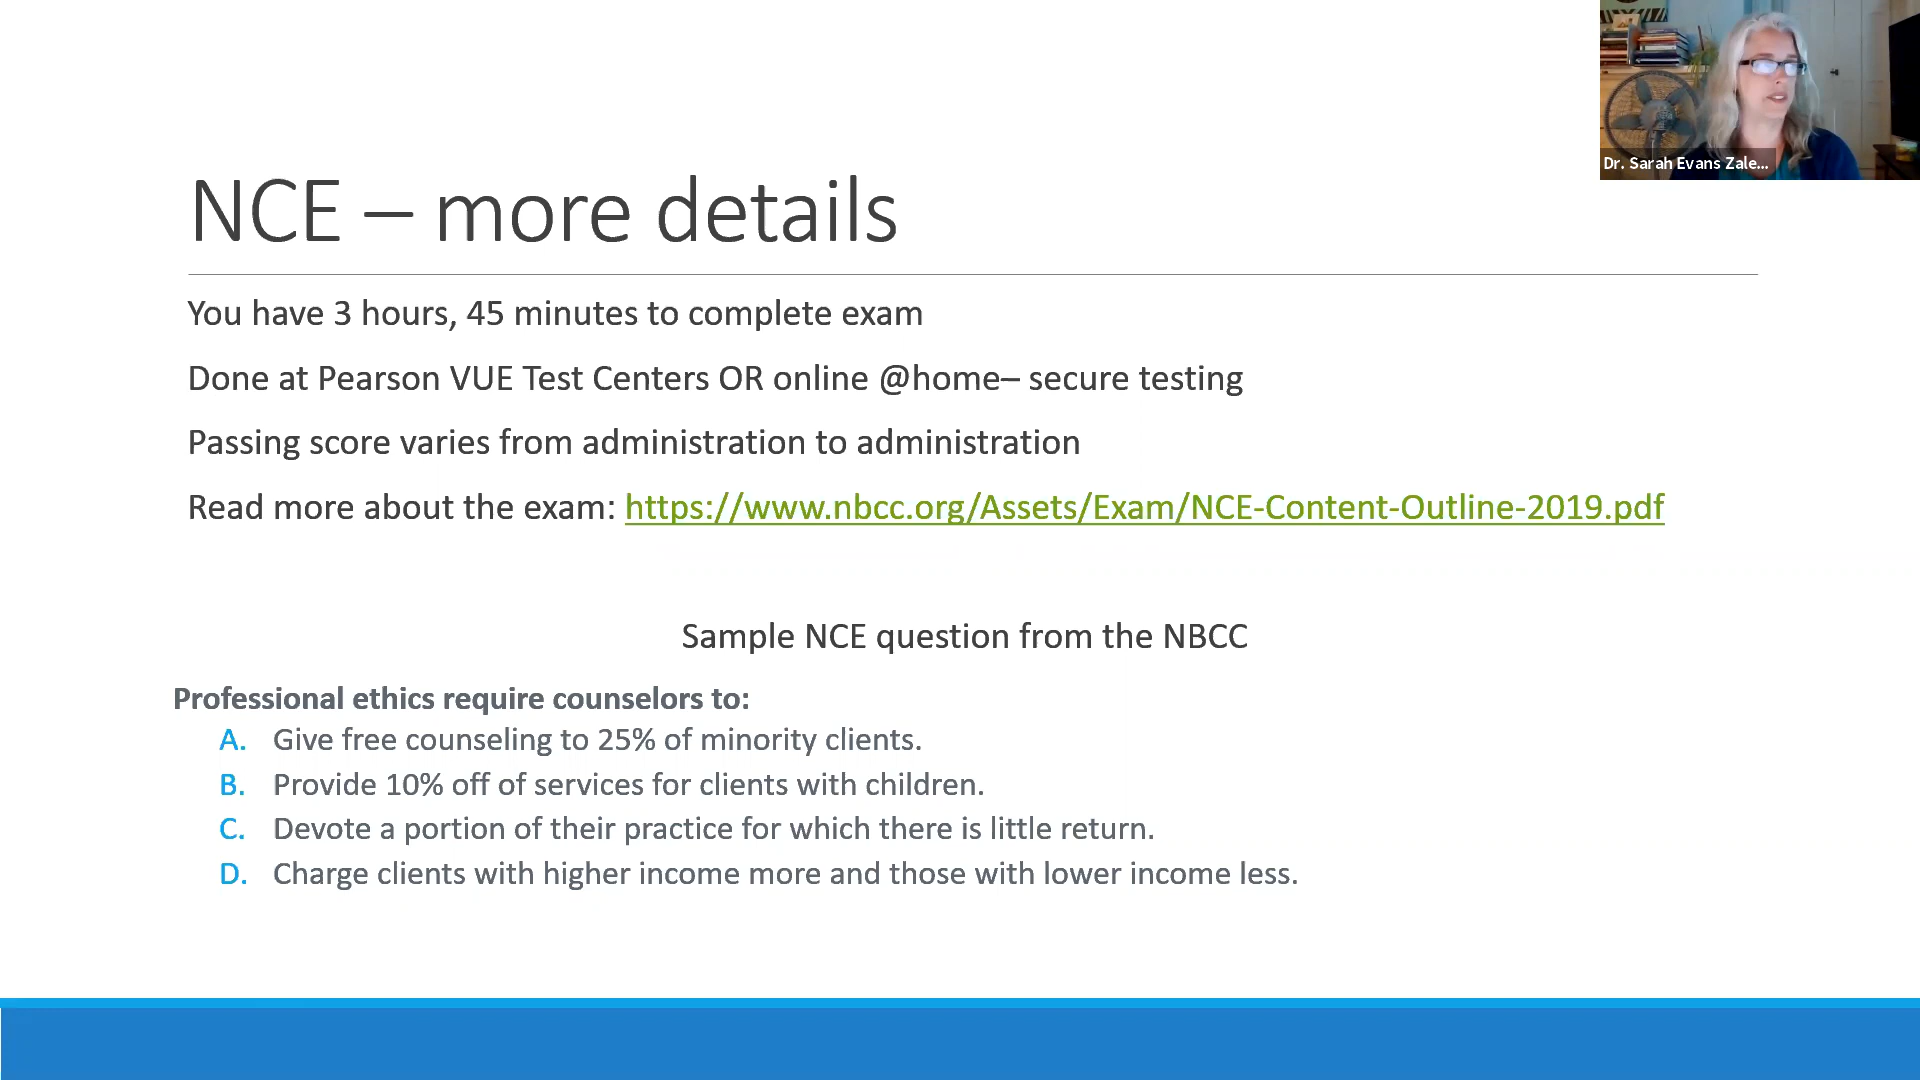 Dr. Sarah Evans Zale...
NCE – more details
You have 3 hours, 45 minutes to complete exam
Done at Pearson VUE Test Centers OR online @home– secure testing
Passing score varies from administration to administration
Read more about the exam: https://www.nbcc.org/Assets/Exam/NCE-Content-Outline-2019.pdf
Sample NCE question from the NBCC
Professional ethics require counselors to:
A. Give free counseling to 25% of minority clients.
B. Provide 10% off of services for clients with children.
C. Devote a portion of their practice for which there is little return.
D. Charge clients with higher income more and those with lower income less.